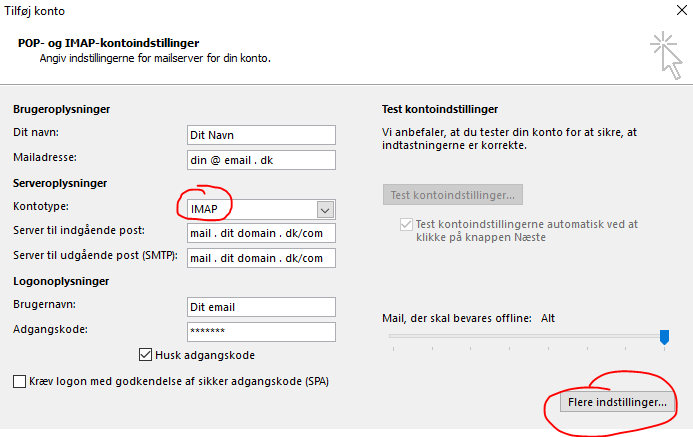 Tilføj konto
POP- og IMAP-kontoindstillinger
Angiv indstillingerne for mailserver for din konto.
Brugeroplysninger
Dit navn: Dit Navn
Mailadresse: din @ email . dk
Serveroplysninger
Kontotype: IMAP
Server til indgående post: mail . dit domain . dk/com
Server til udgående post (SMTP): mail . dit domain . dk/com
Logonoplysninger
Brugernavn: Dit email
Adgangskode: *******
Husk adgangskode
Kræv logon med godkendelse af sikker adgangskode (SPA)
Test kontoindstillinger
Vi anbefaler, at du tester din konto for at sikre, at
indtastningerne er korrekte.
Test kontoindstillinger...
Test kontoindstillingerne automatisk ved at
klikke på knappen Næste
Mail, der skal bevares offline: Alt
Flere indstillinger...